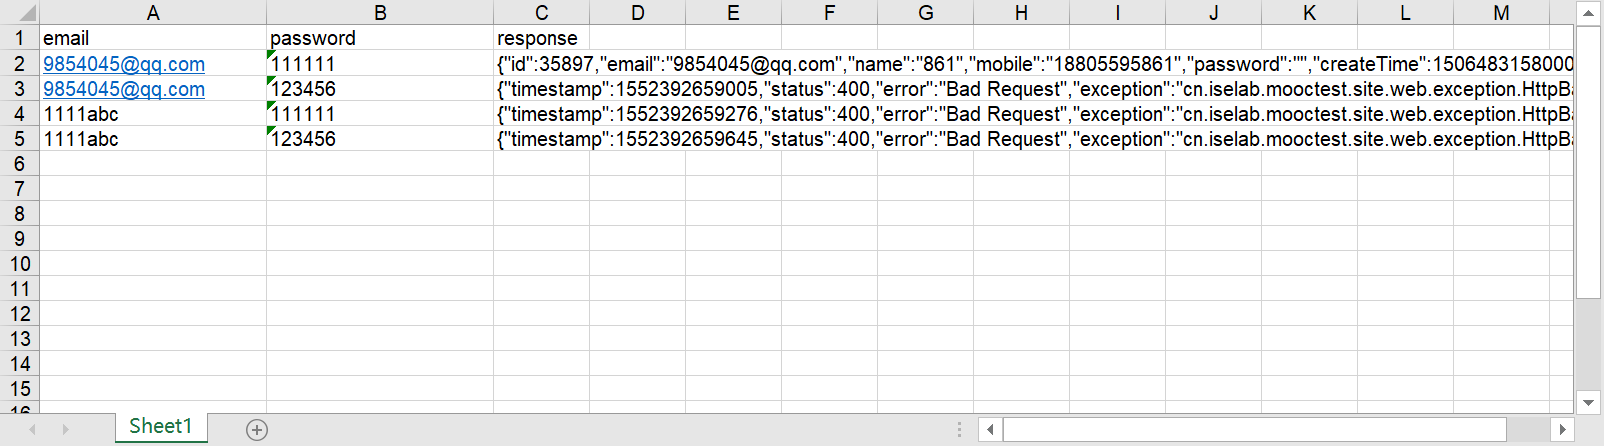 A B C D E F G H I J K L M
1 email password response
2 9854045@qq.com 111111 {"id":35897,"email":"9854045@qq.com","name":"861","mobile":"18805595861","password":"","createTime":1506483158000
3 9854045@qq.com 123456 {"timestamp":1552392659005,"status":400,"error":"Bad Request","exception":"cn.iselab.mooctest.site.web.exception.HttpBa
4 1111abc 111111 {"timestamp":1552392659276,"status":400,"error":"Bad Request","exception":"cn.iselab.mooctest.site.web.exception.HttpBa
5 1111abc 123456 {"timestamp":1552392659645,"status":400,"error":"Bad Request","exception":"cn.iselab.mooctest.site.web.exception.HttpBa
6
7
8
9
10
11
12
13
14
15
16
Sheet1